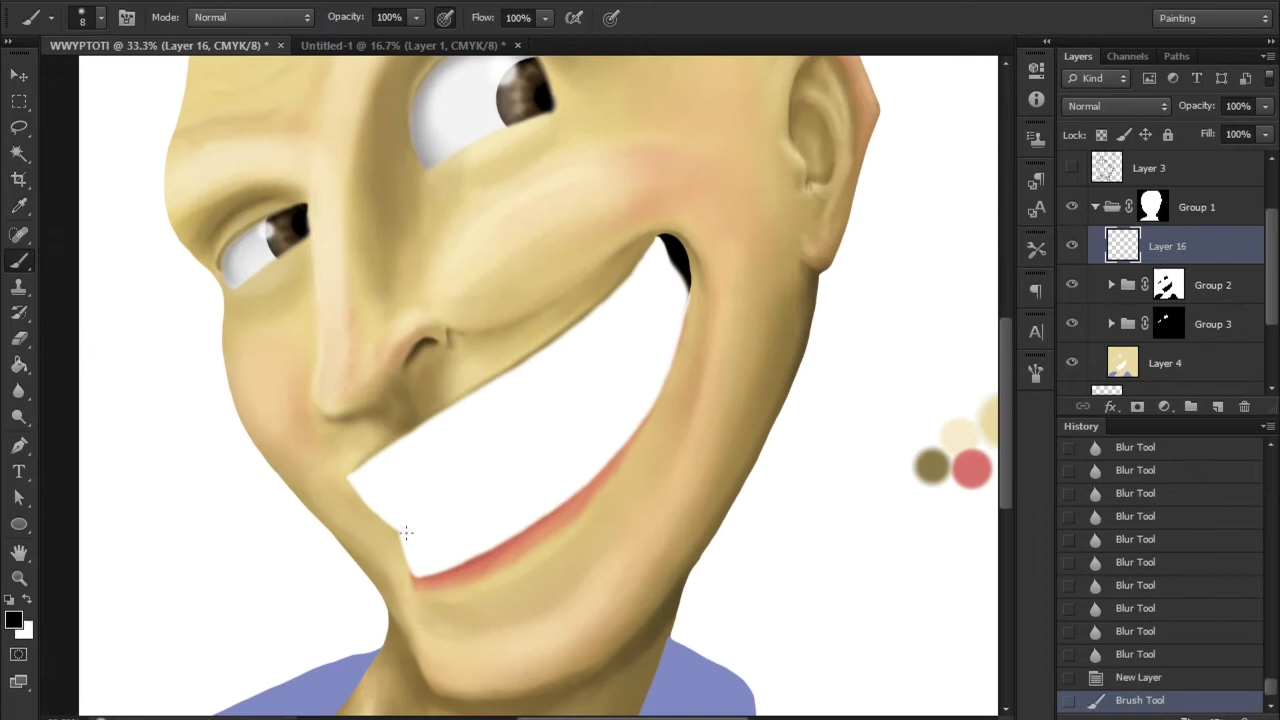 8 Mode: Normal Opacity: 100% Flow: 100% Painting
WWYPTOTI @ 33.3% (Layer 16, CMYK/8) * × Untitled-1 @ 16.7% (Layer 1, CMYK/8) * ×
Layers Channels Paths
Kind
Normal Opacity: 100%
Lock: Fill: 100%
Layer 3
Group 1
Layer 16
Group 2
Group 3
Layer 4
fx
History
Blur Tool
Blur Tool
Blur Tool
Blur Tool
Blur Tool
Blur Tool
Blur Tool
Blur Tool
Blur Tool
Blur Tool
New Layer
Brush Tool